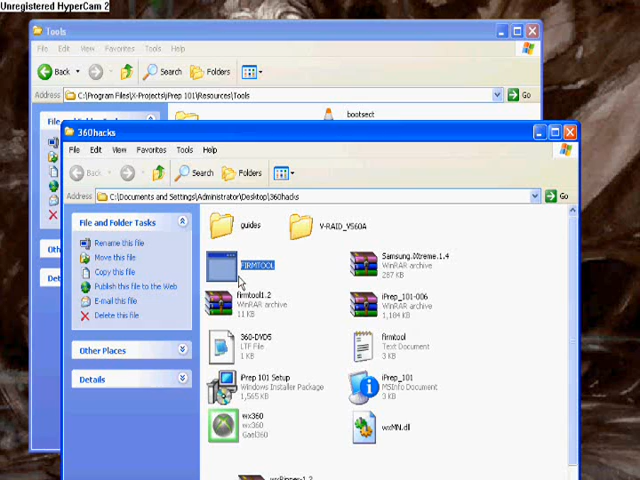 Unregistered HyperCam 2
Tools
File Edit View Favorites Tools Help
Back Search Folders
Address C:\Program Files\X-Projects\iPrep 101\Resources\Tools Go
bootsect
360hacks
File Edit View Favorites Tools Help
Back Search Folders
Address C:\Documents and Settings\Administrator\Desktop\360hacks Go
File and Folder Tasks
Rename this file
Move this file
Copy this file
Publish this file to the Web
E-mail this file
Delete this file
Other Places
Details
guides
V-RAID_V560A
FIRMTOOL
Samsung.Xtreme.1.4
WinRAR archive
287 KB
firmtool1.2
WinRAR archive
11 KB
iPrep_101-006
WinRAR archive
1,184 KB
360-DVD5
LTF File
1 KB
firmtool
Text Document
3 KB
iPrep 101 Setup
Windows Installer Package
1,565 KB
iPrep_101
MSInfo Document
3 KB
wx360
wx360
Gael360
wxMN.dll
wxRipper-1.2